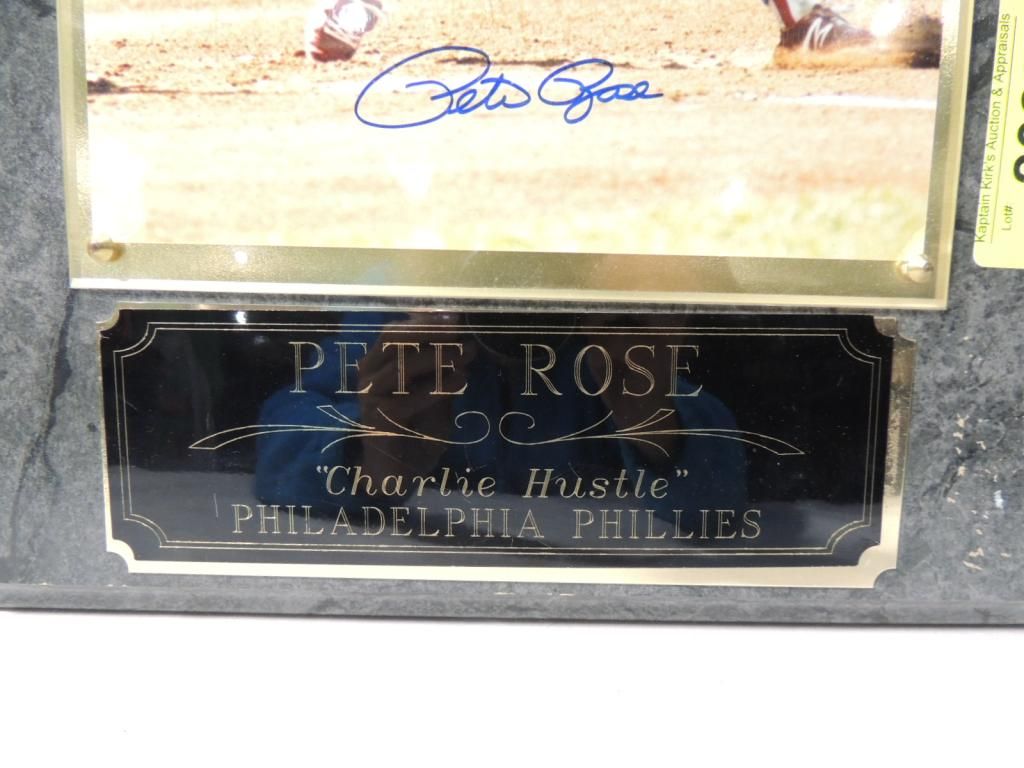 Pete Rose
PETE ROSE
"Charlie Hustle"
PHILADELPHIA PHILLIES
Kaptain Kirk's Auction & Appraisals
Lot#